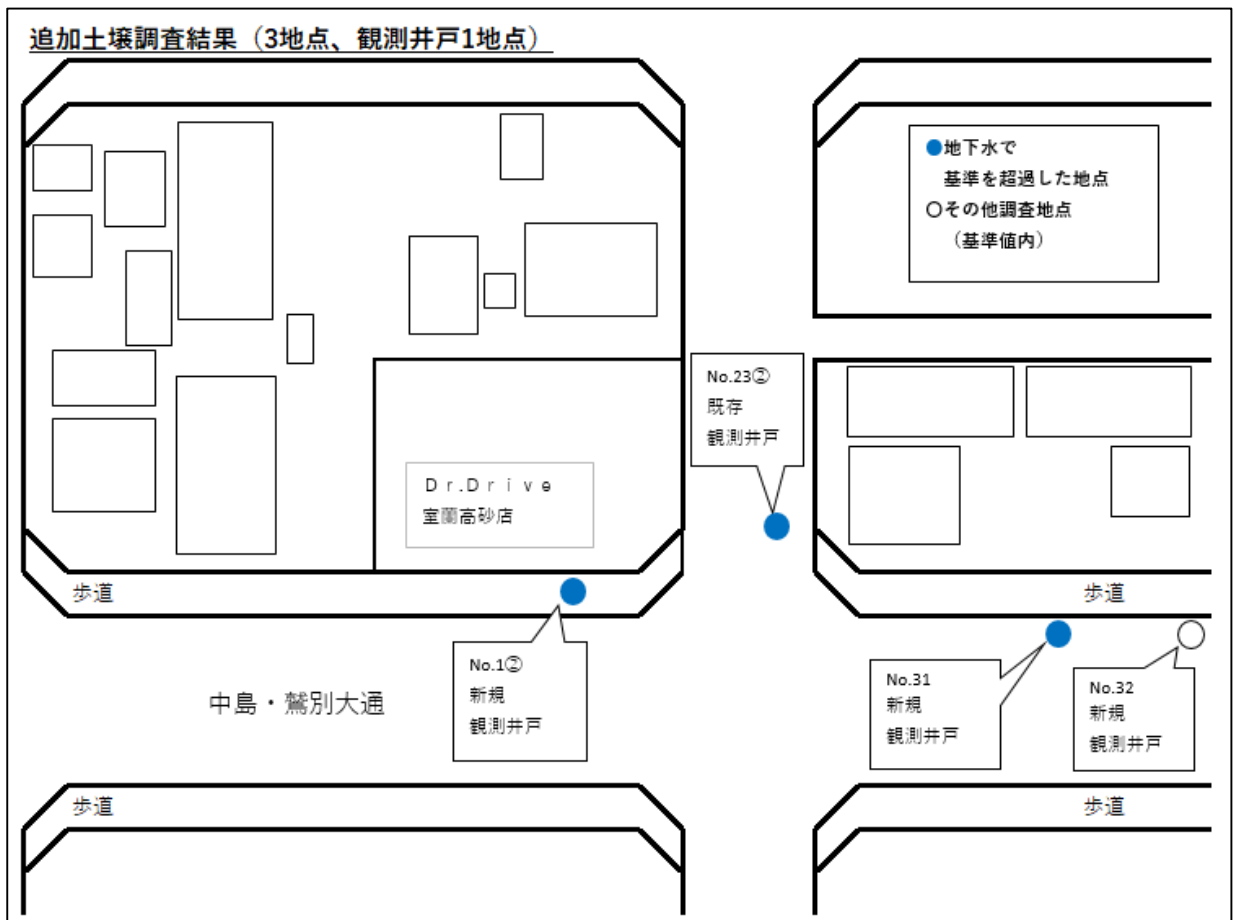 追加土壌調査結果（3地点、観測井戸1地点）
●地下水で
基準を超過した地点
○その他調査地点
（基準値内）
No.23②
既存
観測井戸
Ｄｒ.Ｄｒｉｖｅ
室蘭高砂店
歩道
歩道
No.1②
新規
観測井戸
No.31
新規
観測井戸
No.32
新規
観測井戸
中島・鷲別大通
歩道
歩道